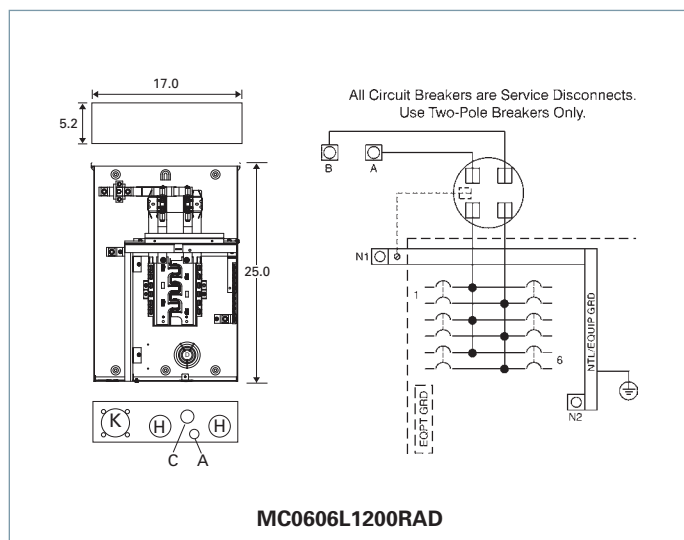 17.0
5.2
25.0
K
H
H
C
A
All Circuit Breakers are Service Disconnects.
Use Two-Pole Breakers Only.
B
A
N1
1
6
NTL/EQUIP GRD
EQPT GRD
N2
MC0606L1200RAD